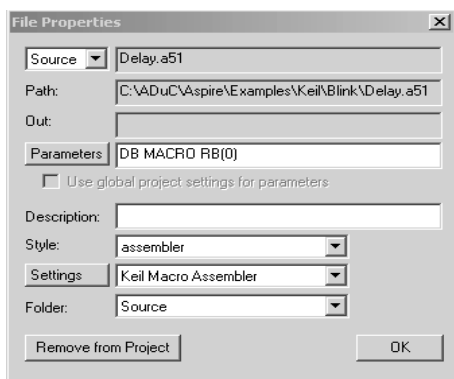 File Properties
Source Delay.a51
Path: C:\ADuC\Aspire\Examples\Keil\Blink\Delay.a51
Out:
Parameters DB MACRO RB(0)
Use global project settings for parameters
Description:
Style: assembler
Settings Keil Macro Assembler
Folder: Source
Remove from Project OK